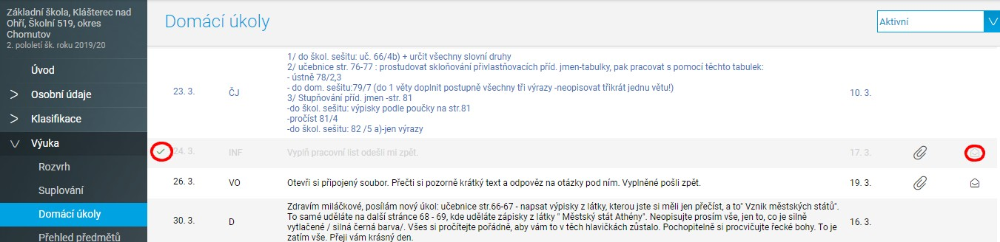 Základní škola, Klášterec nad
Ohří, Školní 519, okres
Chomutov
2. pololetí šk. roku 2019/20
Úvod
Osobní údaje
Klasifikace
Výuka
Rozvrh
Suplování
Domácí úkoly
Přehled předmětů
Domácí úkoly
Aktivní
23. 3.
ČJ
1/ do škol. sešitu: uč. 66/4b) + určit všechny slovní druhy
2/ učebnice str. 76-77 : prostudovat skloňování přivlastňovacích příd. jmen-tabulky, pak pracovat s pomocí těchto tabulek:
- ústně 78/2,3
- do dom. sešitu:79/7 (do 1 věty doplnit postupně všechny tři výrazy -neopisovat třikrát jednu větu!)
3/ Stupňování příd. jmen -str. 81
-do škol. sešitu: výpisky podle poučky na str.81
-pročíst 81/4
-do škol. sešitu: 82 /5 a)-jen výrazy
10. 3.
24. 3.
INF
Vyplň pracovní list odešli mi zpět.
17. 3.
26. 3.
VO
Otevři si připojený soubor. Přečti si pozorně krátký text a odpověz na otázky pod ním. Vyplněné pošli zpět.
19. 3.
30. 3.
D
Zdravím miláčkové, posílám nový úkol: učebnice str.66-67 - napsat výpisky z látky, kterou jste si měli jen přečíst, a to" Vznik městských států".
To samé uděláte na další stránce 68 - 69, kde uděláte zápisky z látky " Městský stát Athény". Neopisujte prosím vše, jen to, co je silně
vytlačené / silná černá barva/. Všes si pročítejte pořádně, aby vám to v těch hlavičkách zůstalo. Pochopitelně si procvičujte řecké bohy. To je
zatím vše. Přeji vám krásný den.
16. 3.